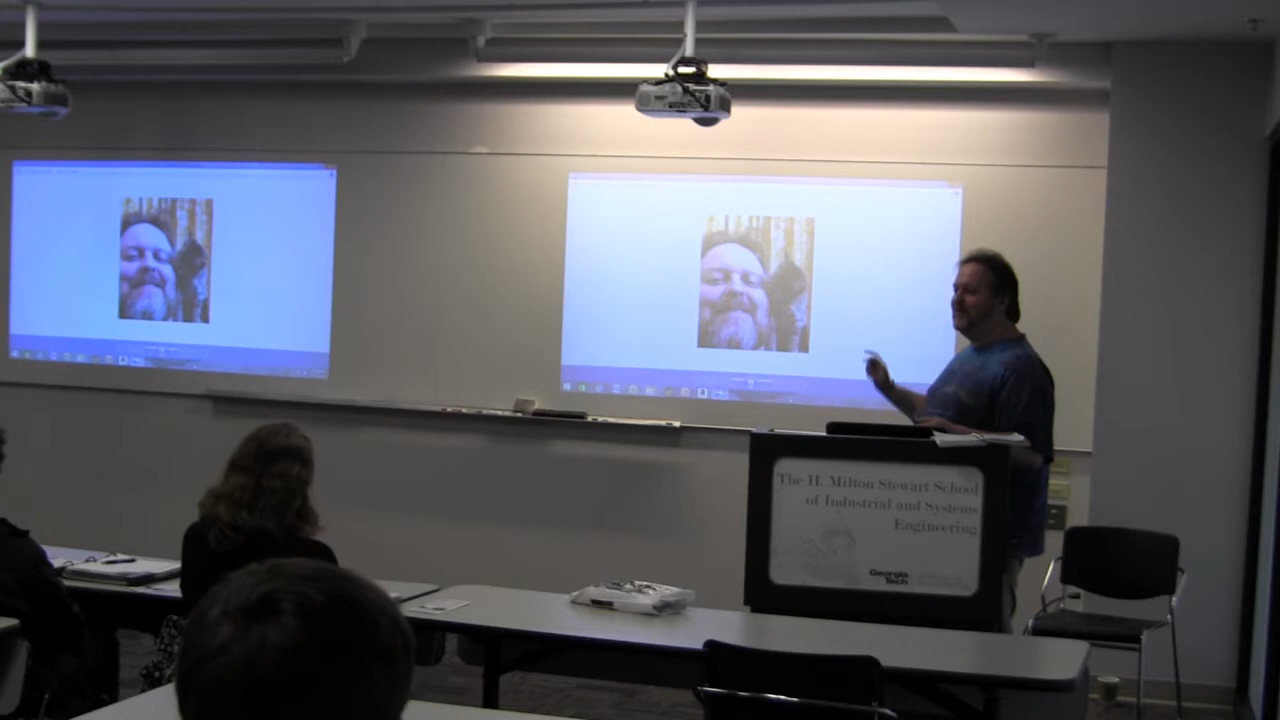 The H. Milton Stewart School
of Industrial and Systems
Engineering
Georgia
Tech